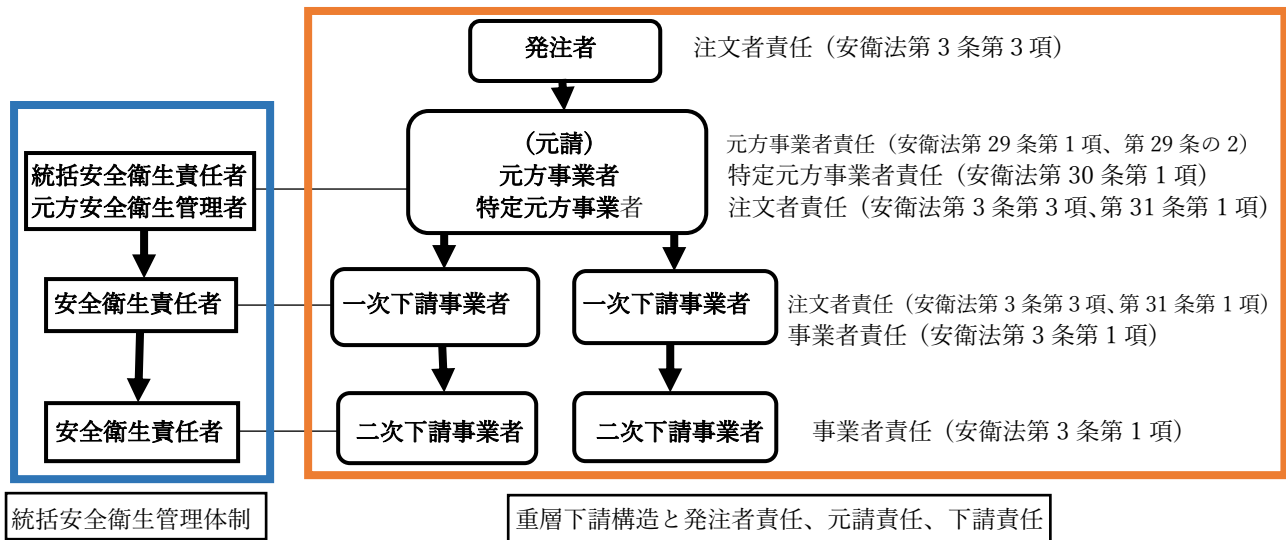 発注者
注文者責任（安衛法第 3 条第 3 項）
（元請）
元方事業者
特定元方事業者
元方事業者責任（安衛法第 29 条第 1 項、第 29 条の 2）
特定元方事業者責任（安衛法第 30 条第 1 項）
注文者責任（安衛法第 3 条第 3 項、第 31 条第 1 項）
統括安全衛生責任者
元方安全衛生管理者
安全衛生責任者
一次下請事業者
一次下請事業者
注文者責任（安衛法第 3 条第 3 項、第 31 条第 1 項）
事業者責任（安衛法第 3 条第 1 項）
安全衛生責任者
二次下請事業者
二次下請事業者
事業者責任（安衛法第 3 条第 1 項）
統括安全衛生管理体制
重層下請構造と発注者責任、元請責任、下請責任